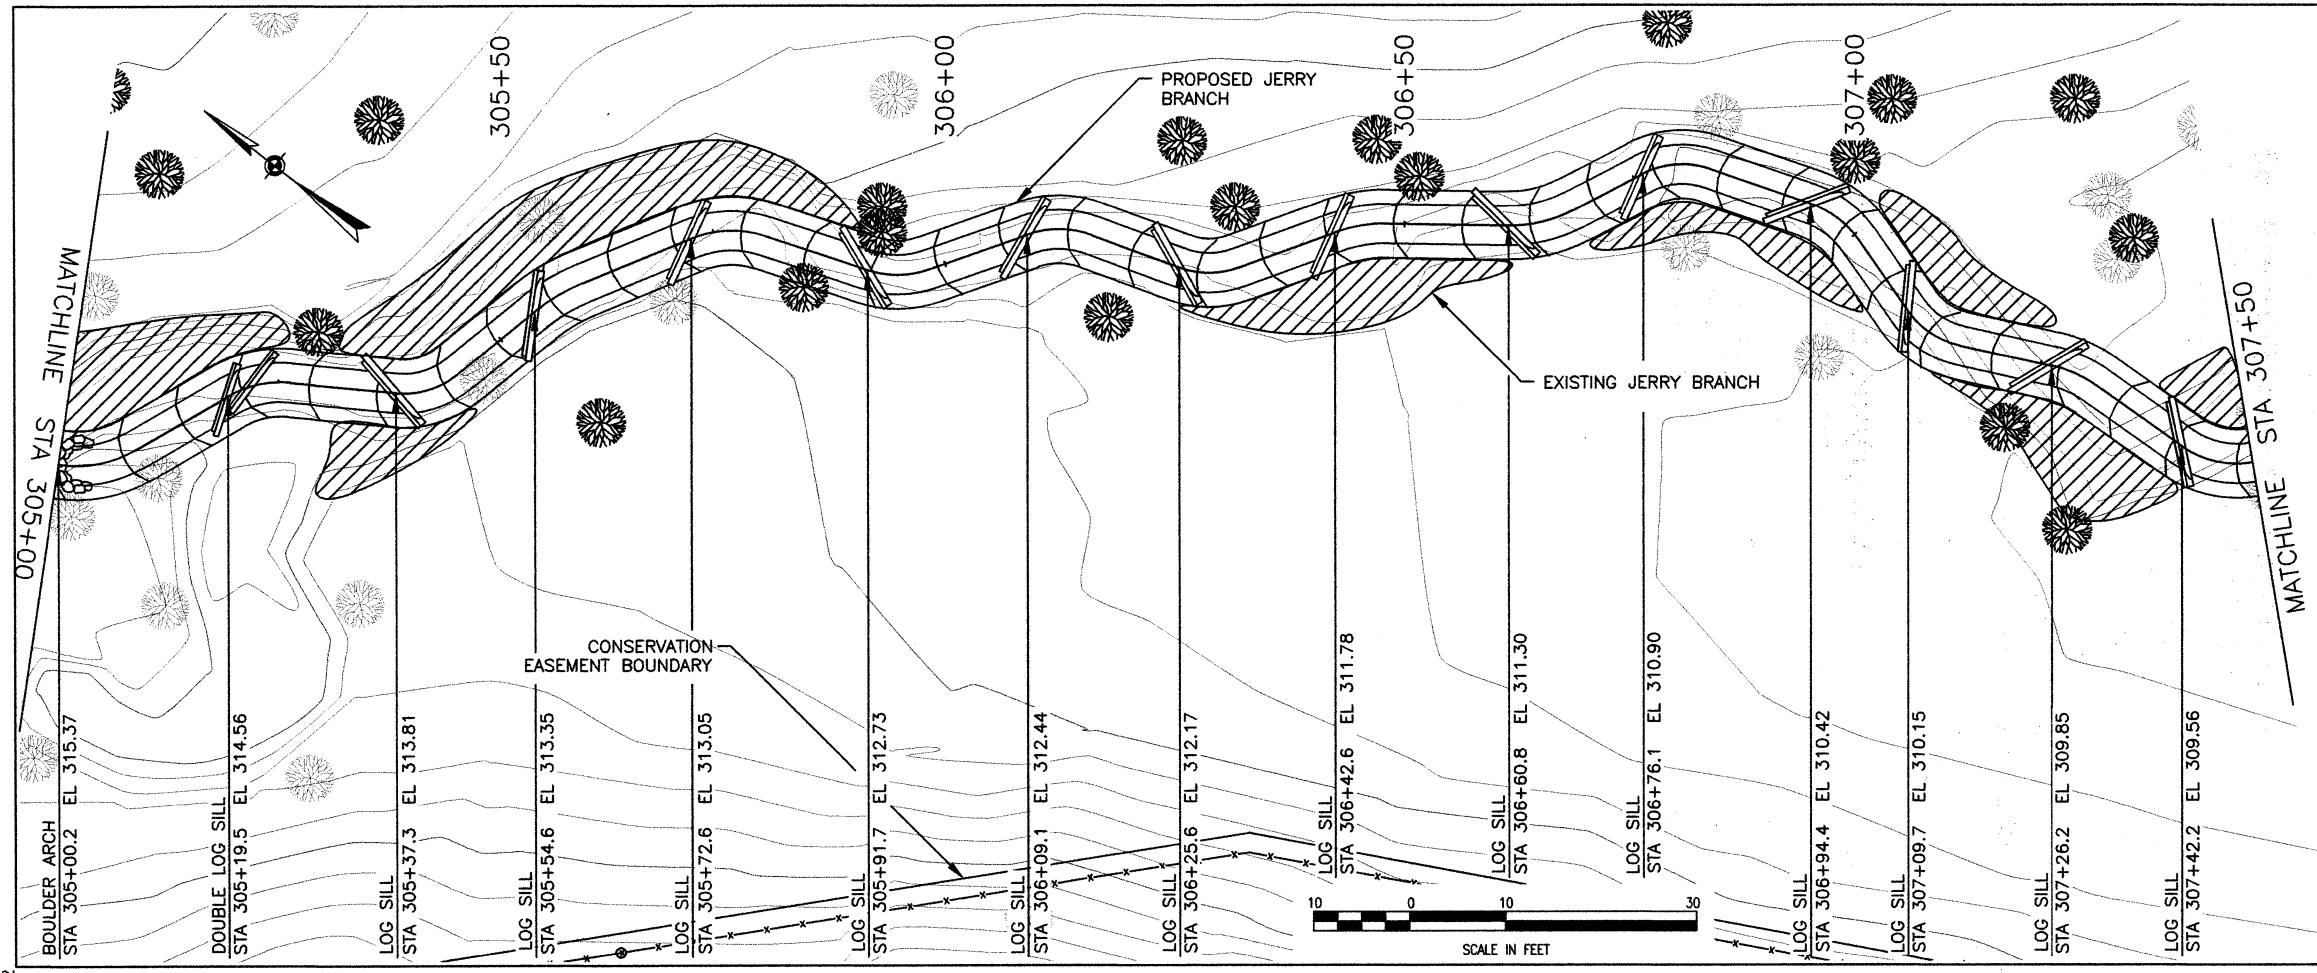 305+50
306+00
306+50
307+00
PROPOSED JERRY
BRANCH
MATCHLINE STA 305+00
MATCHLINE STA 307+50
EXISTING JERRY BRANCH
CONSERVATION
EASEMENT BOUNDARY
BOULDER ARCH
STA 305+00.2 EL 315.37
DOUBLE LOG SILL
STA 305+19.5 EL 314.56
LOG SILL
STA 305+37.3 EL 313.81
LOG SILL
STA 305+54.6 EL 313.35
LOG SILL
STA 305+72.6 EL 313.05
LOG SILL
STA 305+91.7 EL 312.73
LOG SILL
STA 306+09.1 EL 312.44
LOG SILL
STA 306+25.6 EL 312.17
LOG SILL
STA 306+42.6 EL 311.78
LOG SILL
STA 306+60.8 EL 311.30
LOG SILL
STA 306+76.1 EL 310.90
LOG SILL
STA 306+94.4 EL 310.42
LOG SILL
STA 307+09.7 EL 310.15
LOG SILL
STA 307+26.2 EL 309.85
LOG SILL
STA 307+42.2 EL 309.56
10 0 10 30
SCALE IN FEET